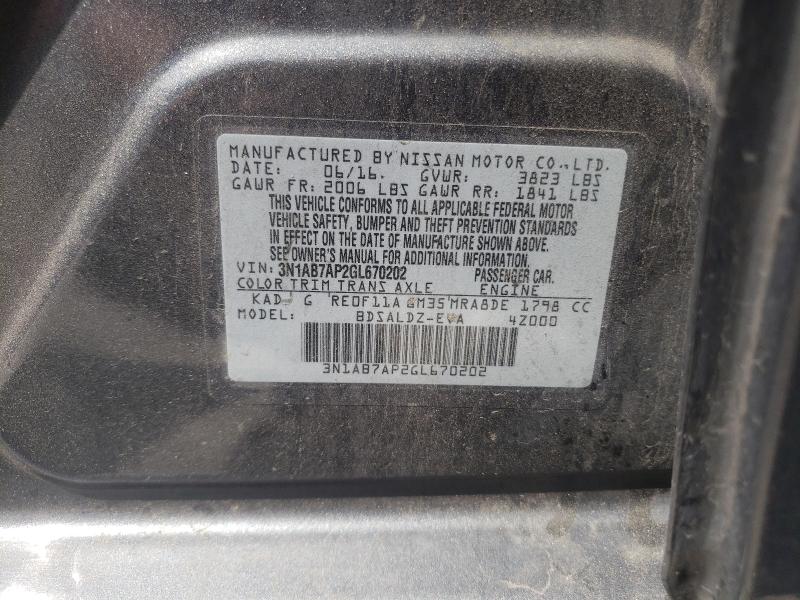 MANUFACTURED BY NISSAN MOTOR CO.,LTD.
DATE: 06/16. GVWR: 3823 LBS
GAWR FR: 2006 LBS GAWR RR: 1841 LBS
THIS VEHICLE CONFORMS TO ALL APPLICABLE FEDERAL MOTOR
VEHICLE SAFETY, BUMPER AND THEFT PREVENTION STANDARDS
IN EFFECT ON THE DATE OF MANUFACTURE SHOWN ABOVE.
SEE OWNER'S MANUAL FOR ADDITIONAL INFORMATION.
VIN: 3N1AB7AP2GL670202 PASSENGER CAR.
COLOR TRIM TRANS AXLE ENGINE
KAD G RE0F11A GM35 MRA8DE 1798 CC
MODEL: 4Z000
3N1AB7AP2GL670202